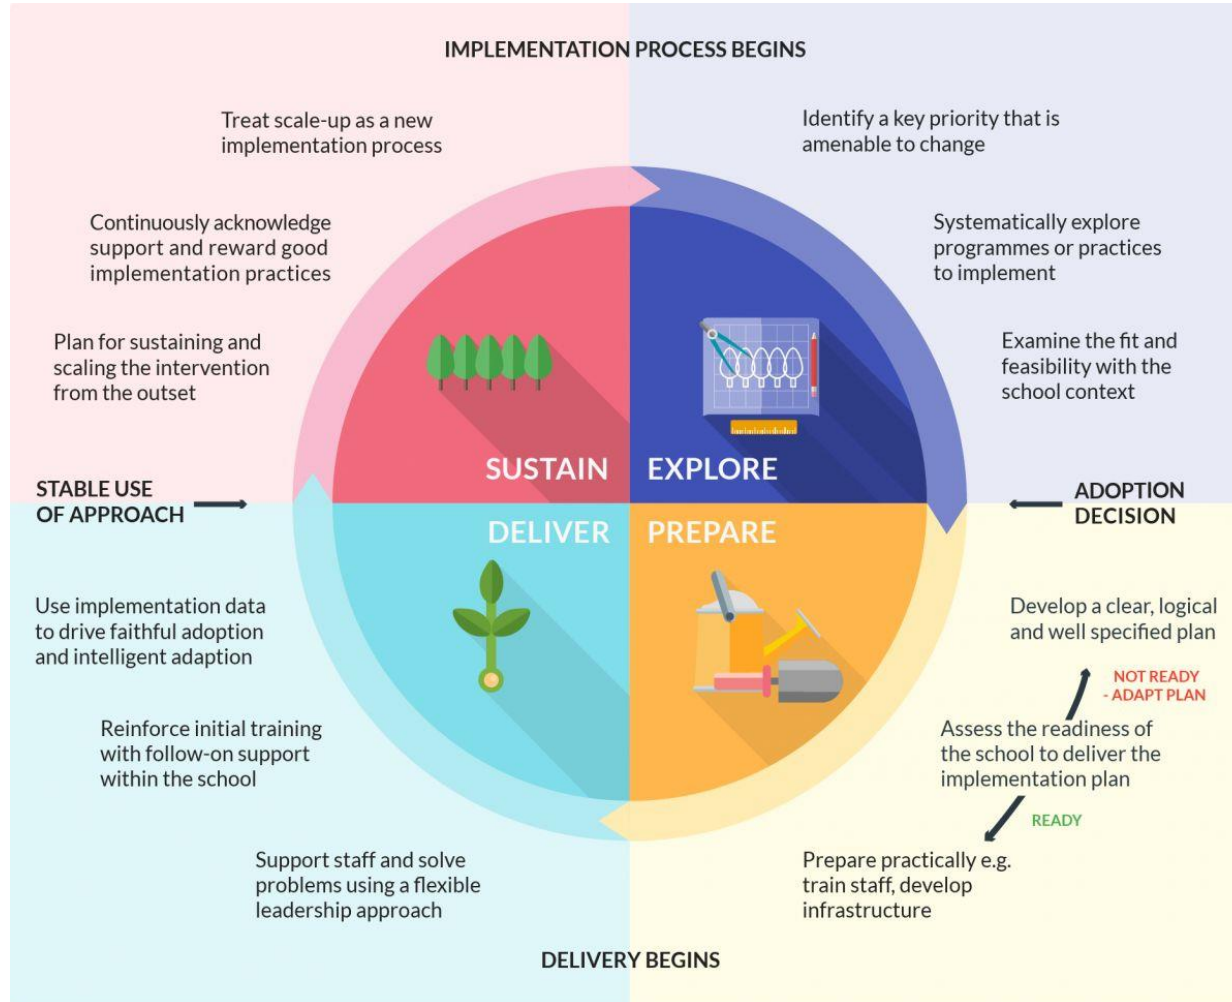 IMPLEMENTATION PROCESS BEGINS
Identify a key priority that is
amenable to change
Systematically explore
programmes or practices
to implement
Examine the fit and
feasibility with the
school context
EXPLORE
ADOPTION
DECISION
PREPARE
Develop a clear, logical
and well specified plan
NOT READY
- ADAPT PLAN
Assess the readiness of
the school to deliver the
implementation plan
READY
Prepare practically e.g.
train staff, develop
infrastructure
DELIVERY BEGINS
DELIVER
Support staff and solve
problems using a flexible
leadership approach
Reinforce initial training
with follow-on support
within the school
Use implementation data
to drive faithful adoption
and intelligent adaption
STABLE USE
OF APPROACH
SUSTAIN
Plan for sustaining and
scaling the intervention
from the outset
Continuously acknowledge
support and reward good
implementation practices
Treat scale-up as a new
implementation process